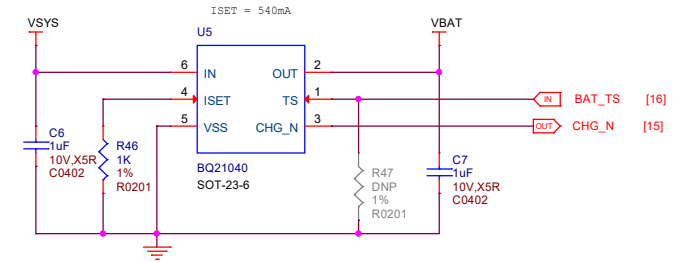 ISET = 540mA
VSYS
U5
VBAT
6 IN OUT 2
4 ISET TS 1
5 VSS CHG_N 3
IN BAT_TS [16]
OUT CHG_N [15]
C6
1uF
10V,X5R
C0402
R46
1K
1%
R0201
BQ21040
SOT-23-6
R47
DNP
1%
R0201
C7
1uF
10V,X5R
C0402